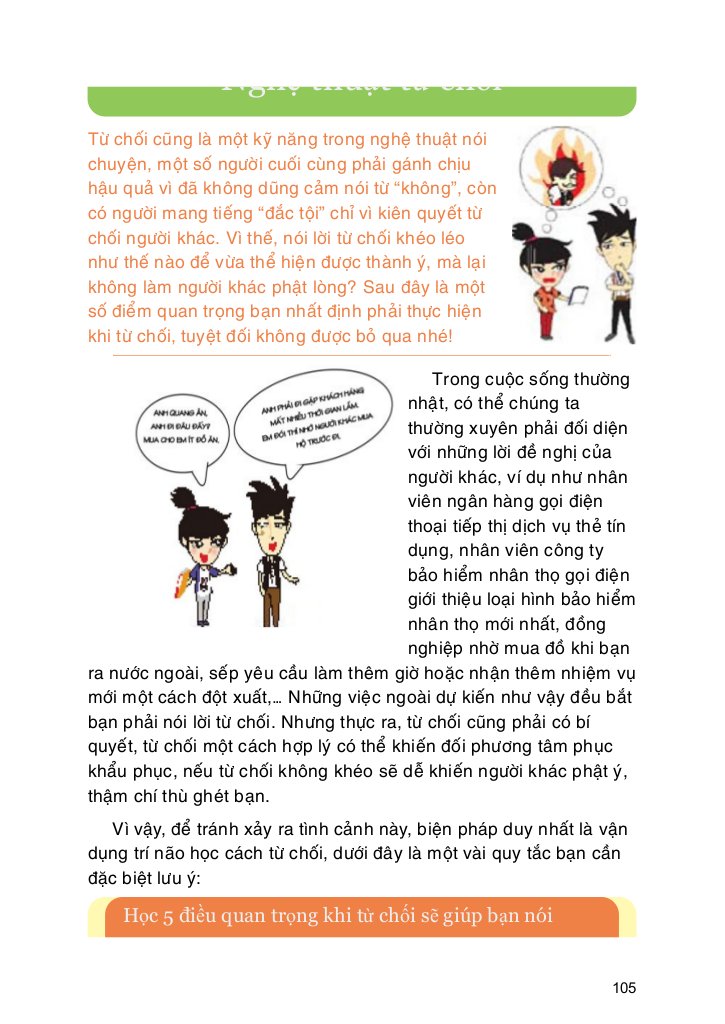 Nghệ thuật từ chối
Từ chối cũng là một kỹ năng trong nghệ thuật nói
chuyện, một số người cuối cùng phải gánh chịu
hậu quả vì đã không dũng cảm nói từ “không”, còn
có người mang tiếng “đắc tội” chỉ vì kiên quyết từ
chối người khác. Vì thế, nói lời từ chối khéo léo
như thế nào để vừa thể hiện được thành ý, mà lại
không làm người khác phật lòng? Sau đây là một
số điểm quan trọng bạn nhất định phải thực hiện
khi từ chối, tuyệt đối không được bỏ qua nhé!
ANH QUANG ÂN,
ANH ĐI ĐÂU ĐẤY?
MUA CHO EM ÍT ĐỒ ĂN.
ANH PHẢI ĐI GẶP KHÁCH HÀNG
MẤT NHIỀU THỜI GIAN LẮM.
EM ĐÓI THÌ NHỜ NGƯỜI KHÁC MUA
HỘ TRƯỚC ĐI.
Trong cuộc sống thường
nhật, có thể chúng ta
thường xuyên phải đối diện
với những lời đề nghị của
người khác, ví dụ như nhân
viên ngân hàng gọi điện
thoại tiếp thị dịch vụ thẻ tín
dụng, nhân viên công ty
bảo hiểm nhân thọ gọi điện
giới thiệu loại hình bảo hiểm
nhân thọ mới nhất, đồng
nghiệp nhờ mua đồ khi bạn
ra nước ngoài, sếp yêu cầu làm thêm giờ hoặc nhận thêm nhiệm vụ
mới một cách đột xuất,… Những việc ngoài dự kiến như vậy đều bắt
bạn phải nói lời từ chối. Nhưng thực ra, từ chối cũng phải có bí
quyết, từ chối một cách hợp lý có thể khiến đối phương tâm phục
khẩu phục, nếu từ chối không khéo sẽ dễ khiến người khác phật ý,
thậm chí thù ghét bạn.
Vì vậy, để tránh xảy ra tình cảnh này, biện pháp duy nhất là vận
dụng trí não học cách từ chối, dưới đây là một vài quy tắc bạn cần
đặc biệt lưu ý:
Học 5 điều quan trọng khi từ chối sẽ giúp bạn nói
105